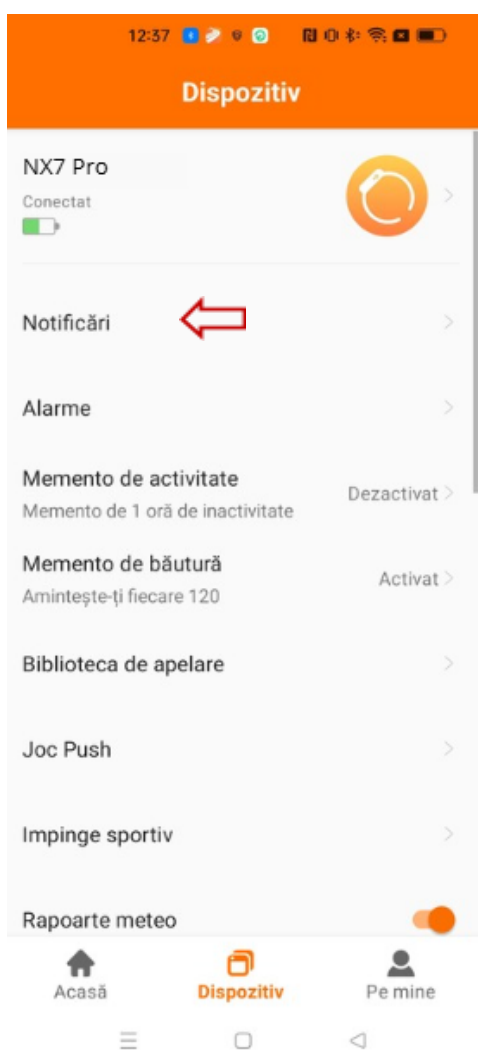 12:37
Dispozitiv
NX7 Pro
Conectat
Notificări
Alarme
Memento de activitate
Memento de 1 oră de inactivitate
Dezactivat
Memento de băutură
Amintește-ți fiecare 120
Activat
Biblioteca de apelare
Joc Push
Impinge sportiv
Rapoarte meteo
Acasă
Dispozitiv
Pe mine